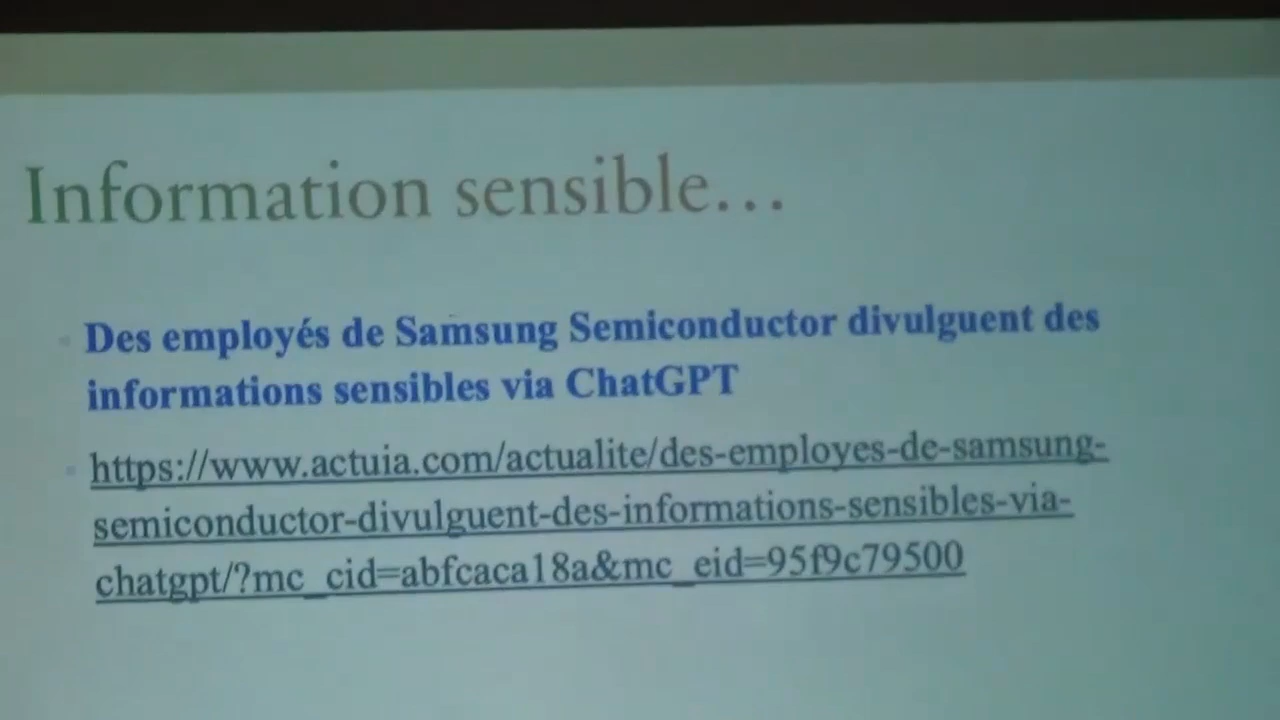 Information sensible...
Des employés de Samsung Semiconductor divulguent des
informations sensibles via ChatGPT
https://www.actuia.com/actualite/des-employes-de-samsung-
semiconductor-divulguent-des-informations-sensibles-via-
chatgpt/?mc_cid=abfcaca18a&mc_eid=95f9c79500